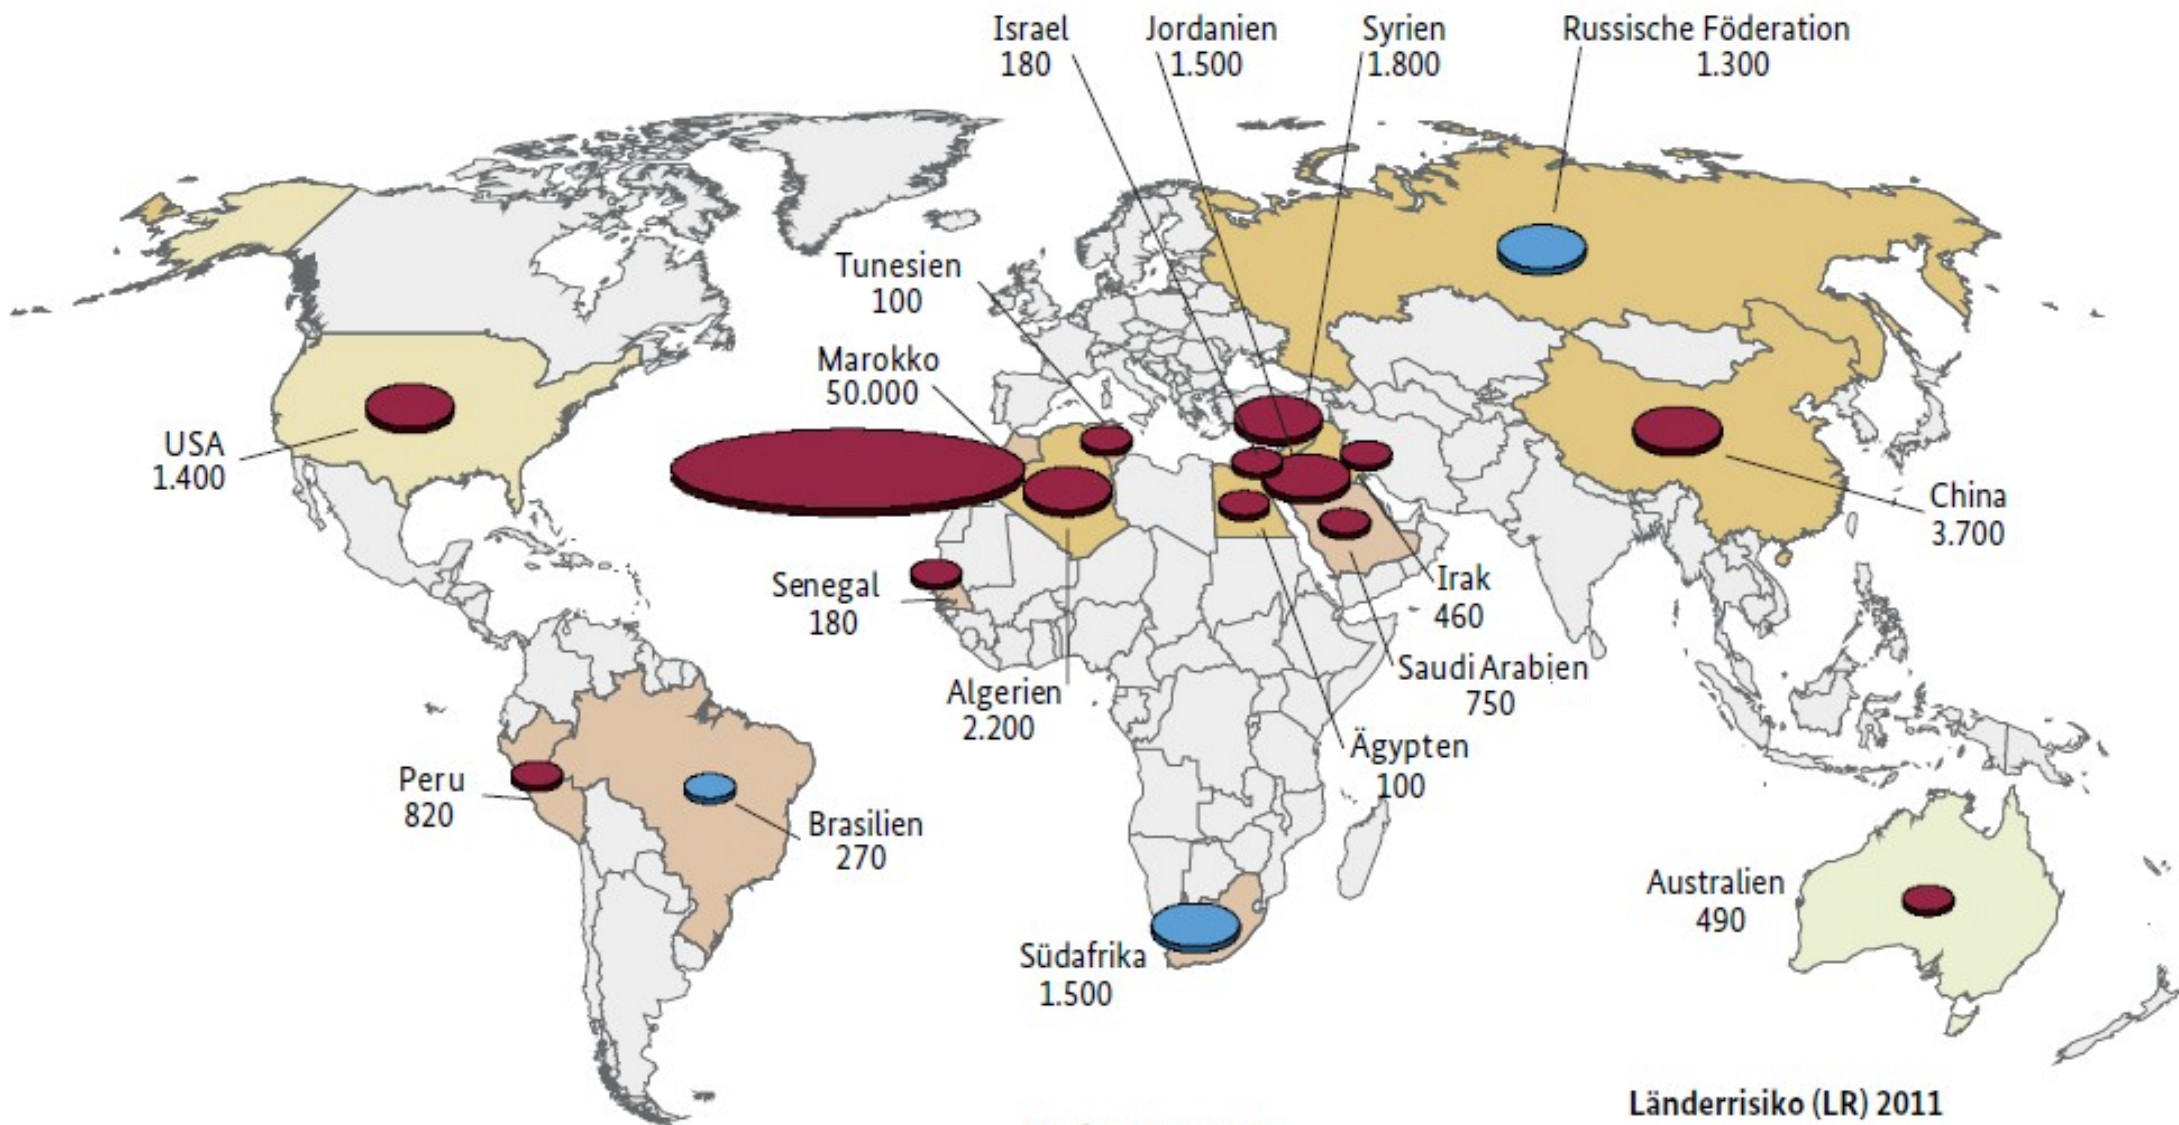 Israel
180
Jordanien
1.500
Syrien
1.800
Russische Föderation
1.300
Tunesien
100
Marokko
50.000
USA
1.400
China
3.700
Senegal
180
Irak
460
Saudi Arabien
750
Algerien
2.200
Ägypten
100
Peru
820
Brasilien
270
Australien
490
Südafrika
1.500
Länderrisiko (LR) 2011